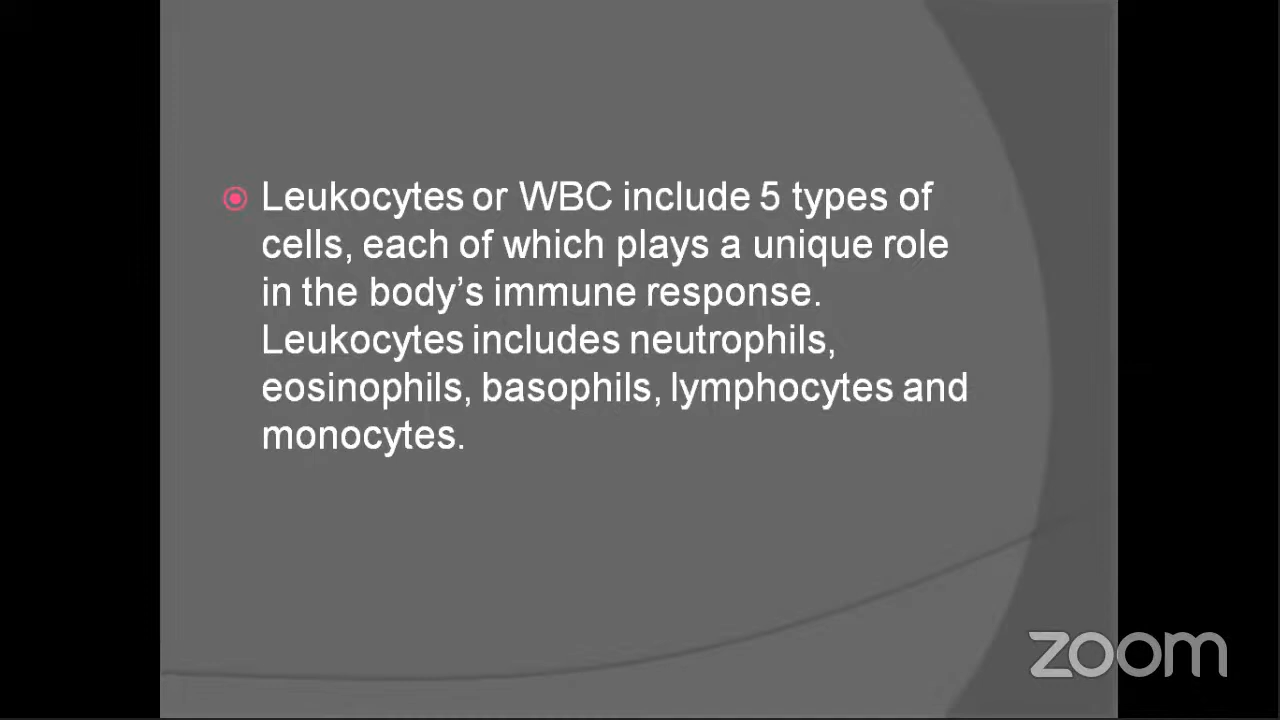 Leukocytes or WBC include 5 types of
cells, each of which plays a unique role
in the body’s immune response.
Leukocytes includes neutrophils,
eosinophils, basophils, lymphocytes and
monocytes.
zoom